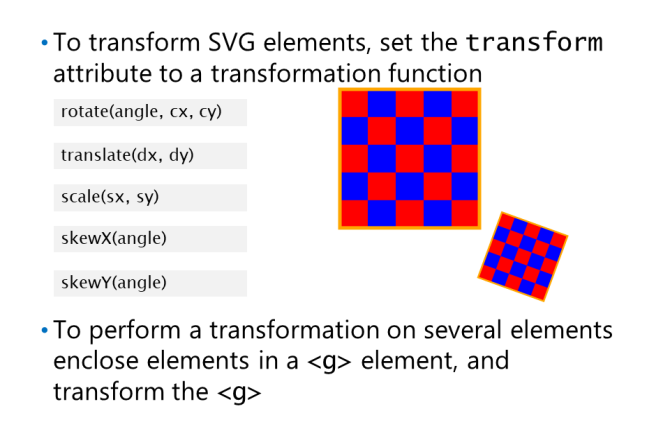 • To transform SVG elements, set the transform
attribute to a transformation function
rotate(angle, cx, cy)
translate(dx, dy)
scale(sx, sy)
skewX(angle)
skewY(angle)
• To perform a transformation on several elements
enclose elements in a <g> element, and
transform the <g>